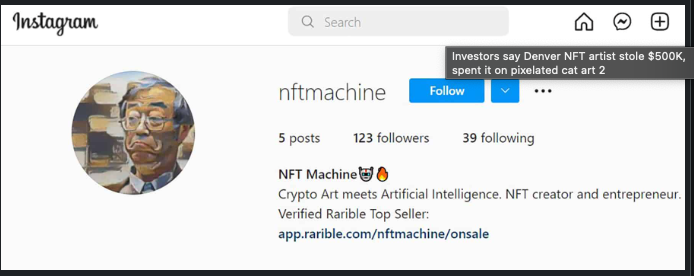 Instagram
Search
Investors say Denver NFT artist stole $500K,
spent it on pixelated cat art 2
nftmachine Follow
5 posts 123 followers 39 following
NFT Machine🐯🔥
Crypto Art meets Artificial Intelligence. NFT creator and entrepreneur.
Verified Rarible Top Seller:
app.rarible.com/nftmachine/onsale